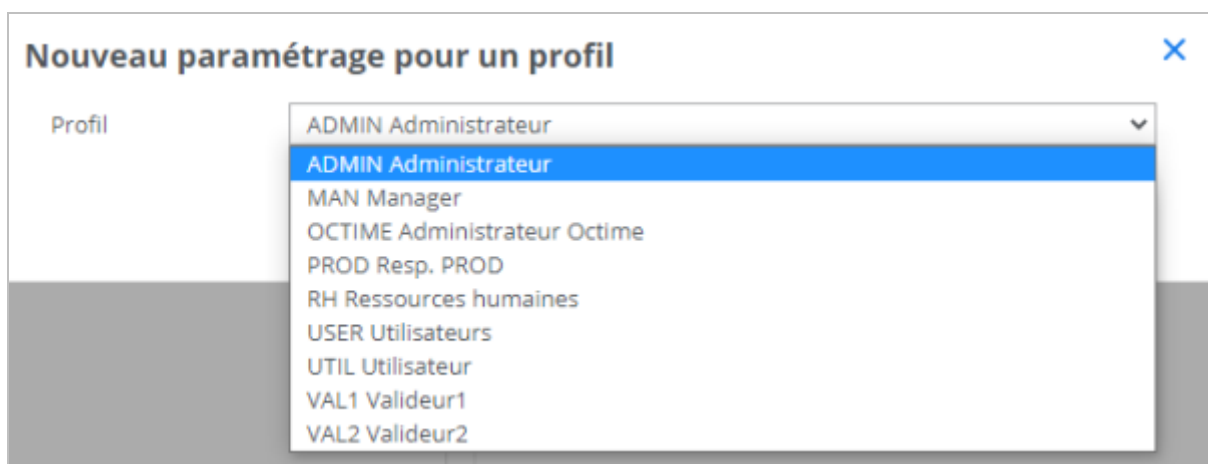 Nouveau paramétrage pour un profil
Profil
ADMIN Administrateur
ADMIN Administrateur
MAN Manager
OCTIME Administrateur Octime
PROD Resp. PROD
RH Ressources humaines
USER Utilisateurs
UTIL Utilisateur
VAL1 Valideur1
VAL2 Valideur2